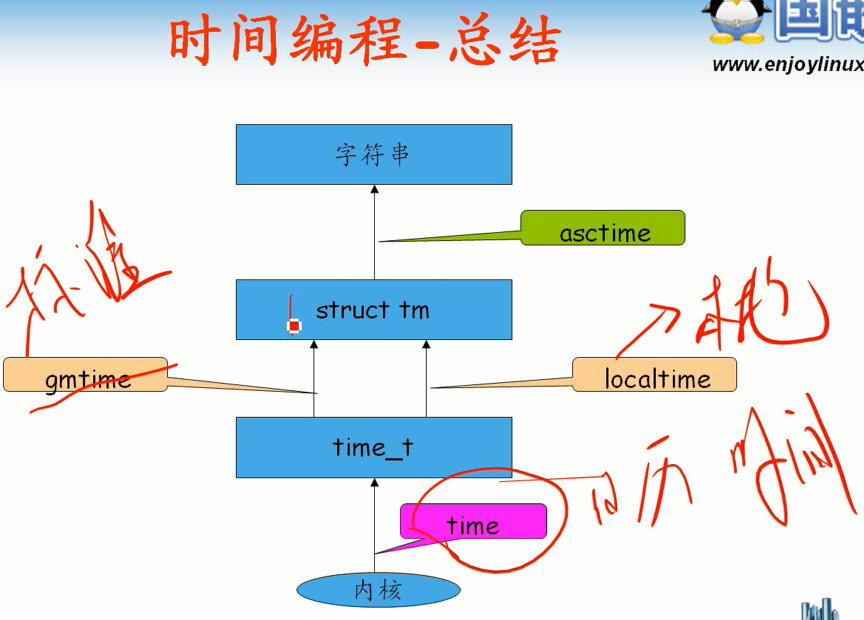 时间编程-总结
国嵌
www.enjoylinux
字符串
asctime
struct tm
标准
本地
gmtime
localtime
time_t
日历 时间
time
内核